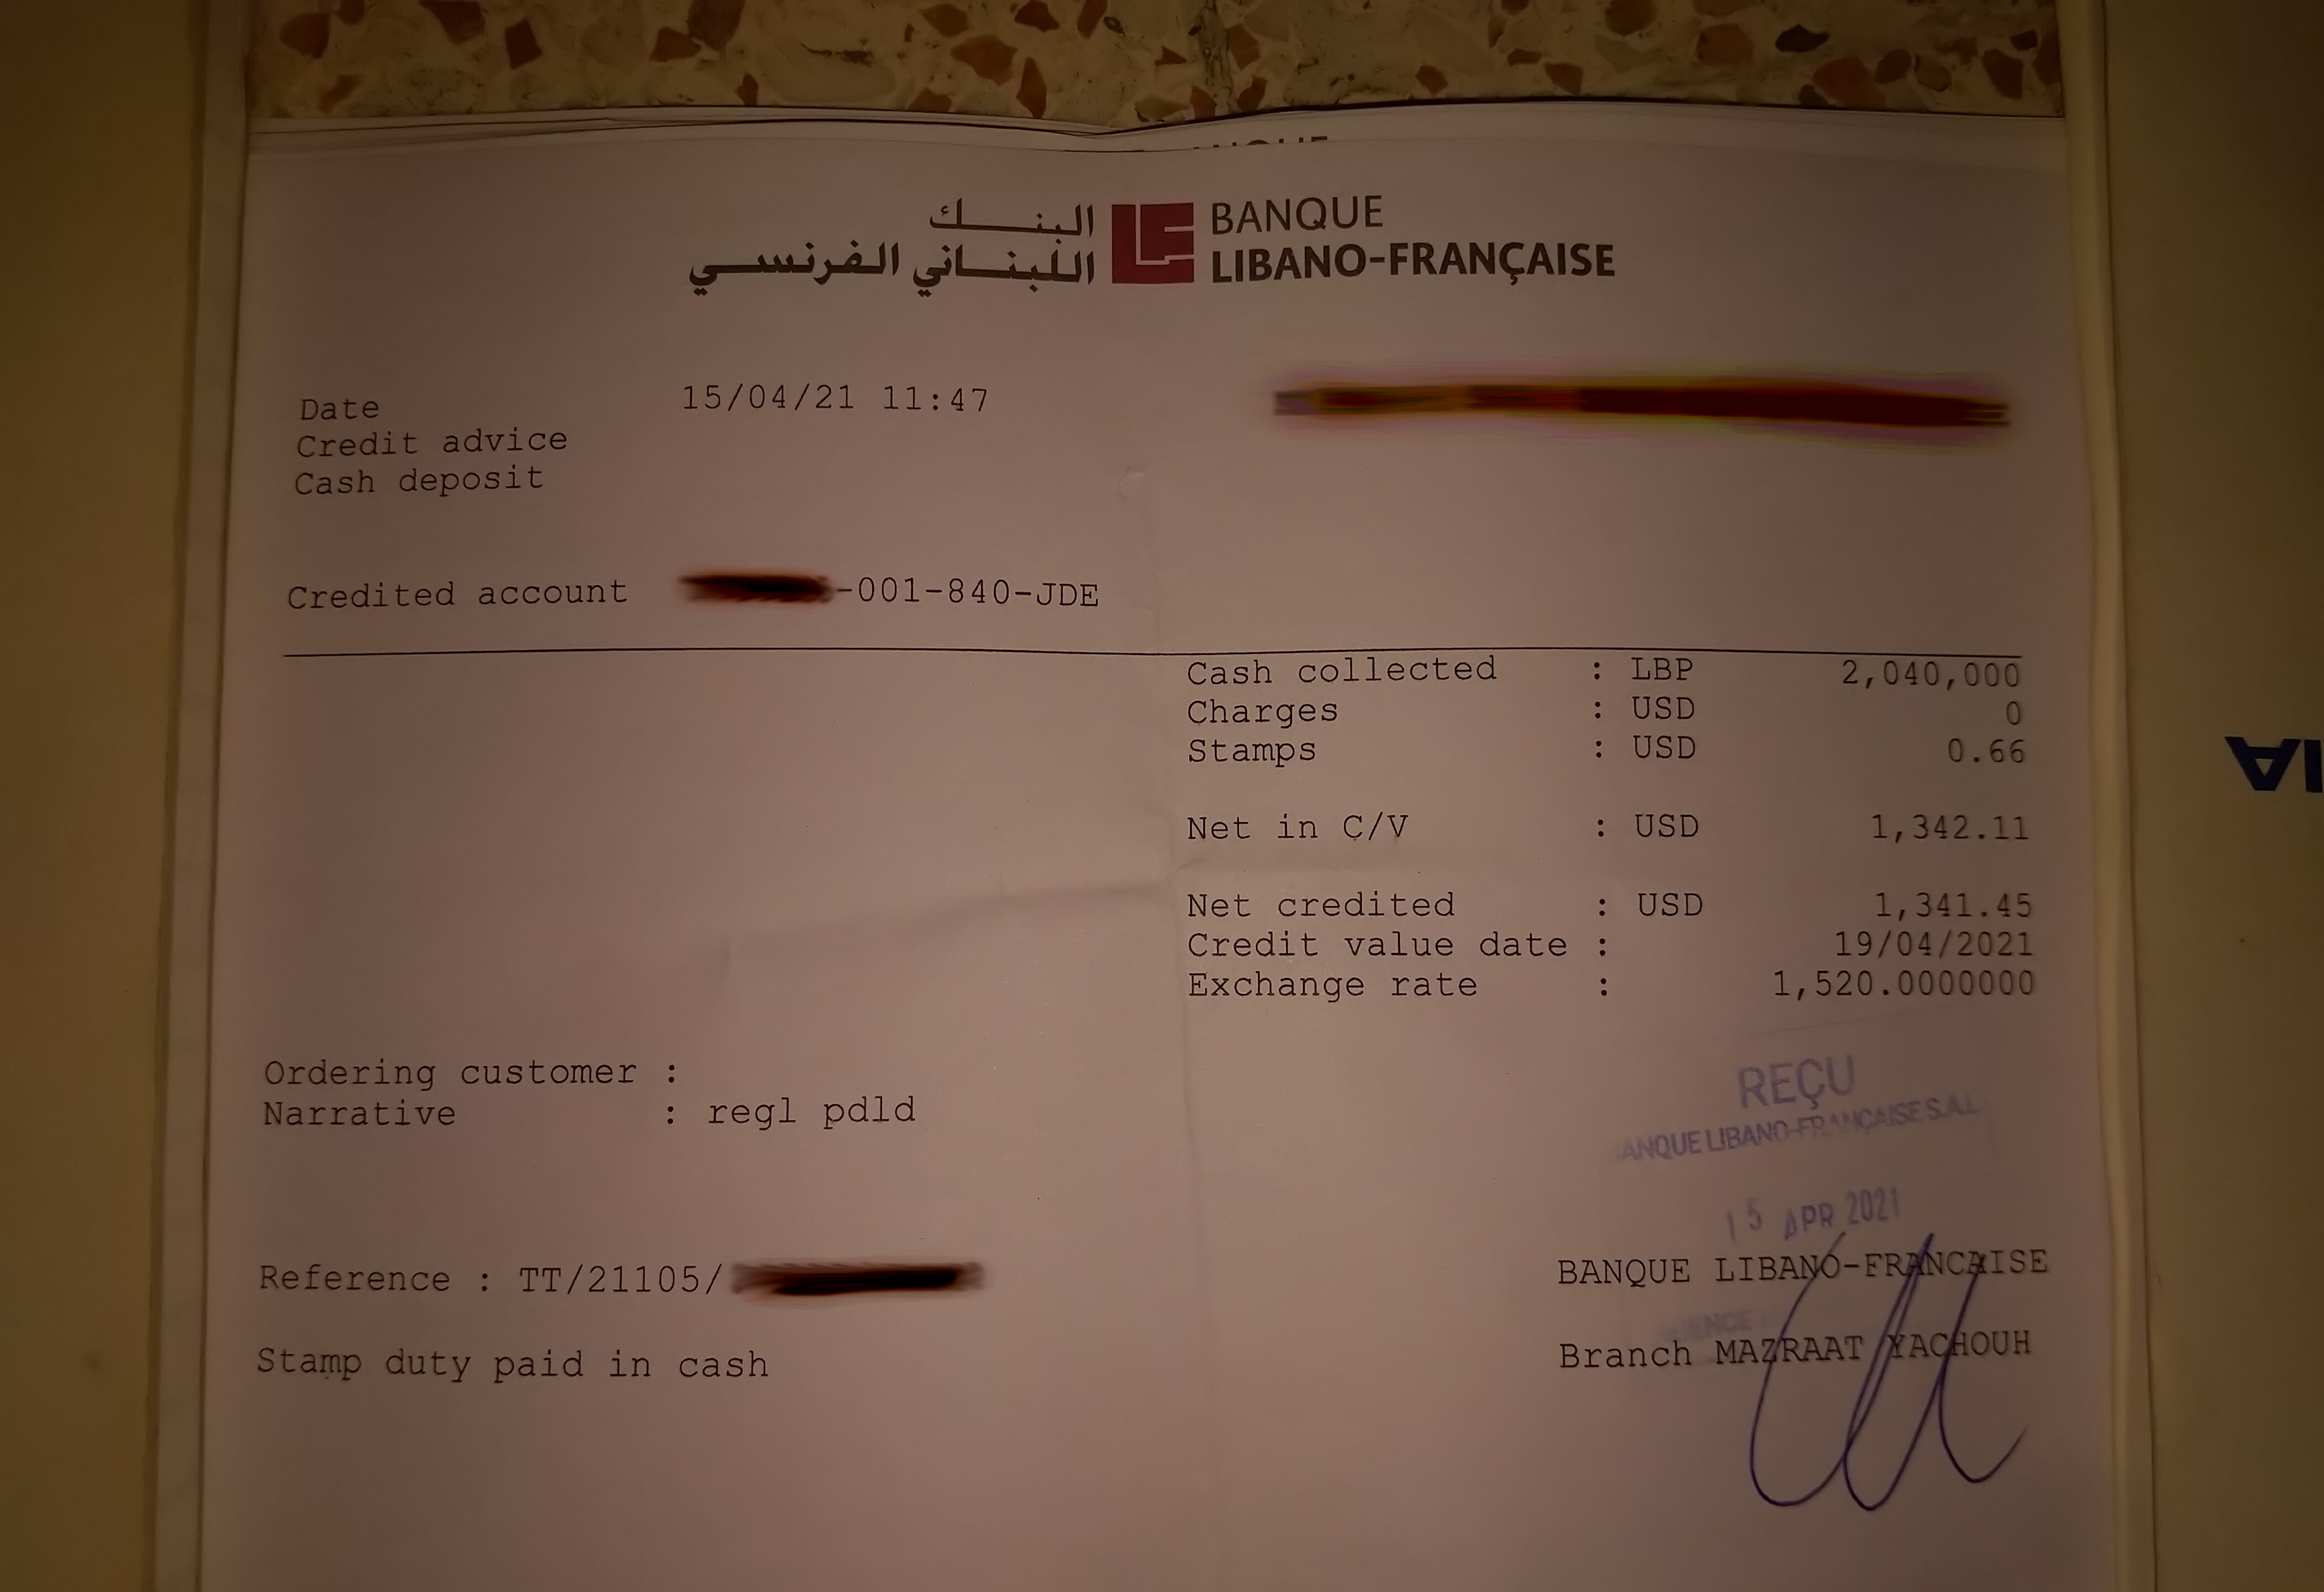 البنك
اللبناني الفرنسي
BANQUE
LIBANO-FRANÇAISE
Date 15/04/21 11:47
Credit advice
Cash deposit
Credited account -001-840-JDE
Cash collected : LBP 2,040,000
Charges : USD 0
Stamps : USD 0.66
Net in C/V : USD 1,342.11
Net credited : USD 1,341.45
Credit value date : 19/04/2021
Exchange rate : 1,520.0000000
Ordering customer :
Narrative : regl pdld
REÇU
BANQUE LIBANO-FRANÇAISE S.A.L
15 APR 2021
Reference : TT/21105/
BANQUE LIBANO-FRANCAISE
Branch MAZRAAT YACHOUH
Stamp duty paid in cash